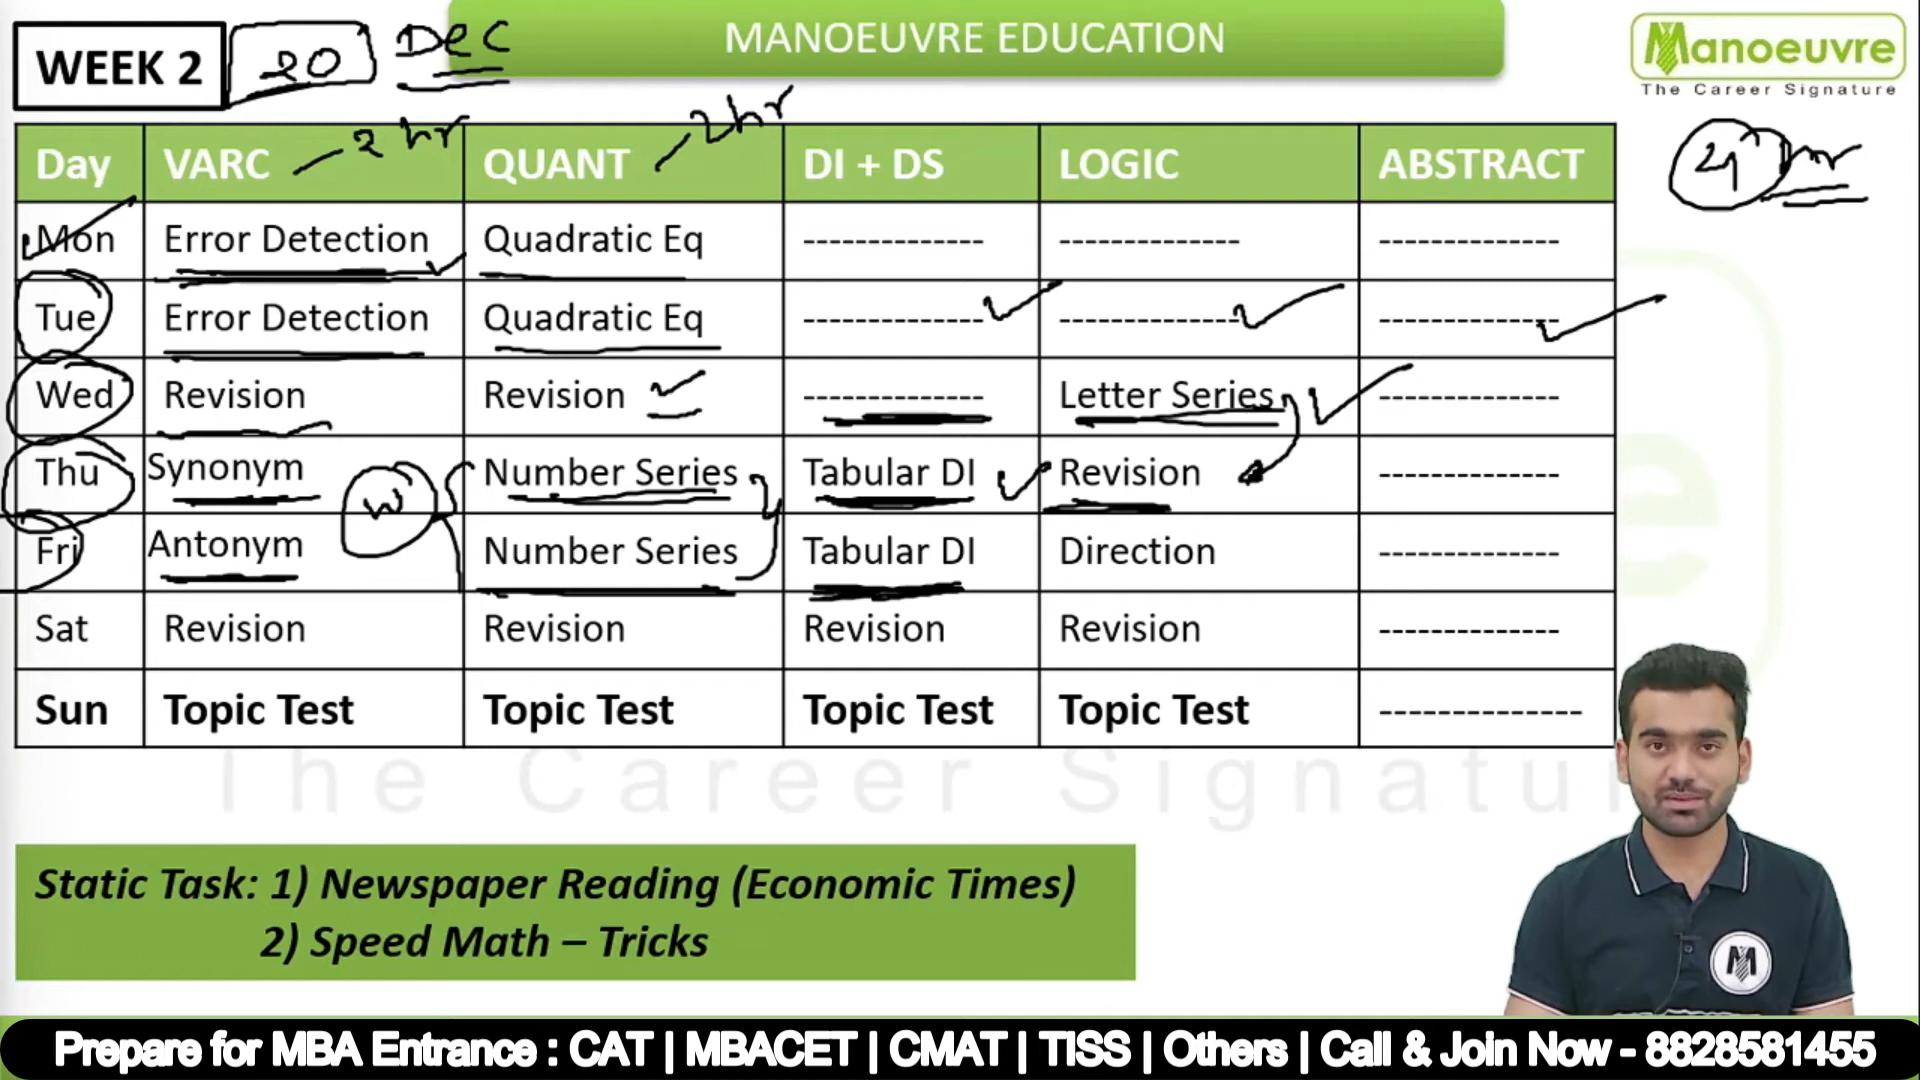 WEEK 2 20 Dec MANOEUVRE EDUCATION
Manoeuvre
The Career Signature
Day VARC 2 hr QUANT 2hr DI + DS LOGIC ABSTRACT
Mon Error Detection Quadratic Eq -------------- -------------- --------------
Tue Error Detection Quadratic Eq -------------- -------------- --------------
Wed Revision Revision -------------- Letter Series --------------
Thu Synonym Number Series Tabular DI Revision --------------
Fri Antonym Number Series Tabular DI Direction --------------
Sat Revision Revision Revision Revision --------------
Sun Topic Test Topic Test Topic Test Topic Test ----------------
The Career Signatu
Static Task: 1) Newspaper Reading (Economic Times)
2) Speed Math – Tricks
M
Prepare for MBA Entrance : CAT | MBACET | CMAT | TISS | Others | Call & Join Now - 8828581455